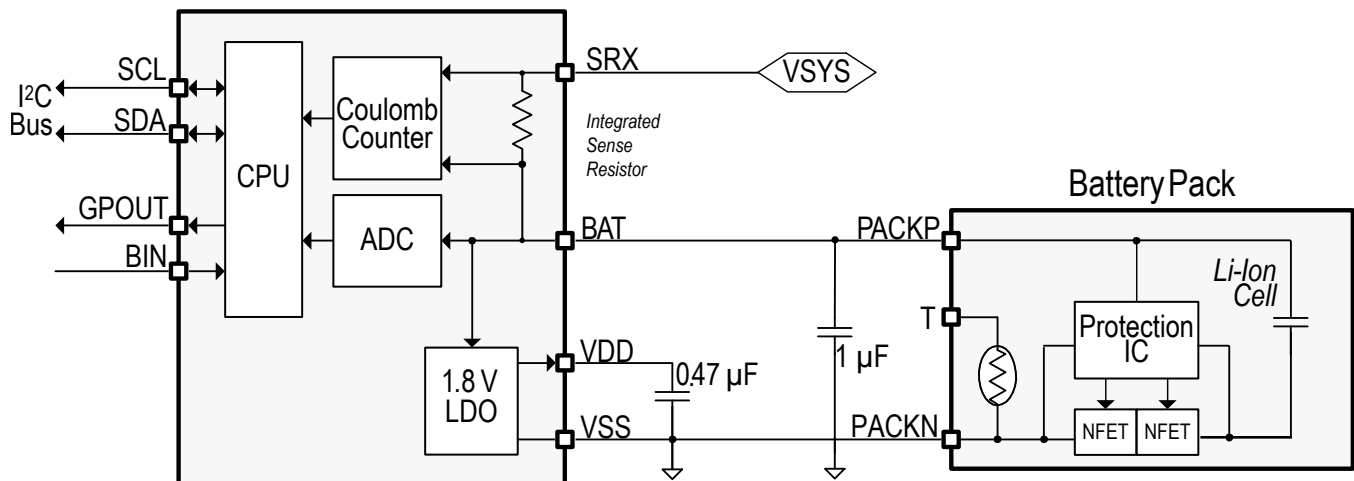 SCL
I²C
Bus
SDA
GPOUT
BIN
CPU
Coulomb
Counter
ADC
1.8 V
LDO
SRX
VSYS
Integrated
Sense
Resistor
BAT
VDD
0.47 µF
VSS
1 µF
Battery Pack
PACKP
T
PACKN
Protection
IC
NFET
NFET
Li-Ion
Cell